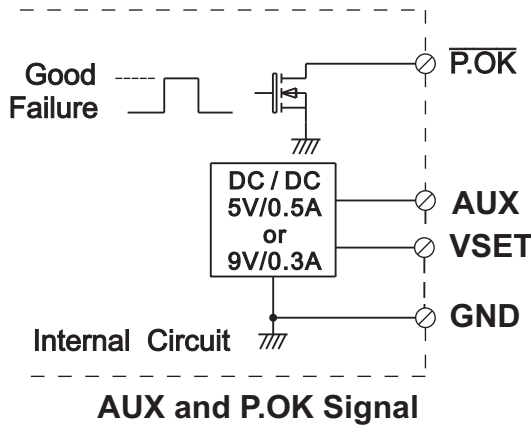 Good
Failure
P.OK
DC / DC
5V/0.5A
or
9V/0.3A
AUX
VSET
GND
Internal Circuit
AUX and P.OK Signal